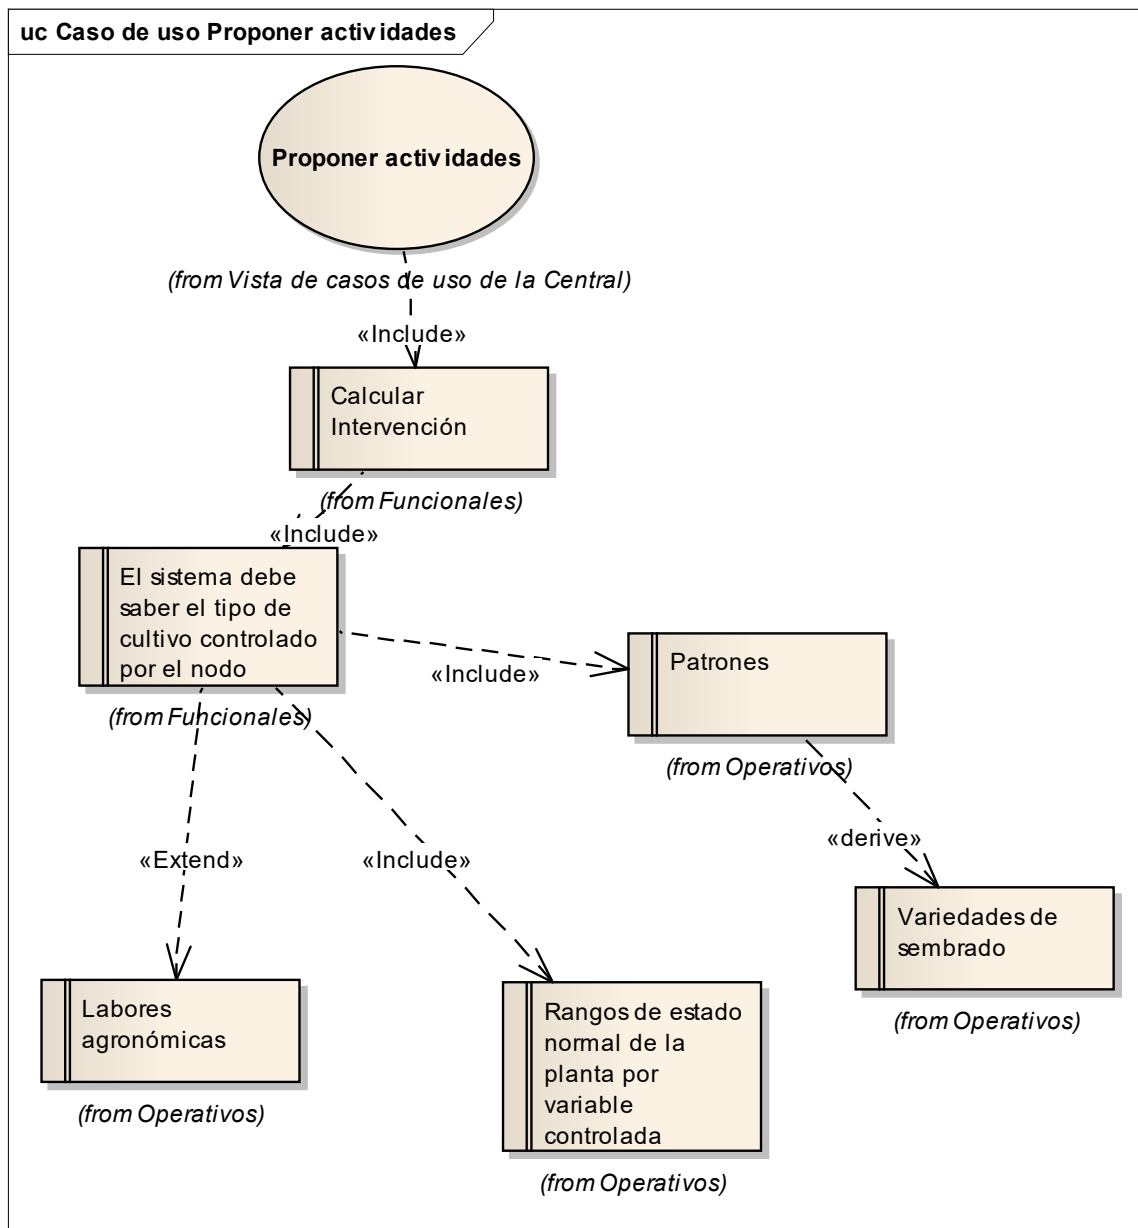 uc Caso de uso Proponer actividades
Proponer actividades
(from Vista de casos de uso de la Central)
«Include»
Calcular
Intervención
(from Funcionales)
«Include»
El sistema debe
saber el tipo de
cultivo controlado
por el nodo
(from Funcionales)
«Include»
Patrones
(from Operativos)
«derive»
«Extend»
«Include»
Variedades de
sembrado
(from Operativos)
Labores
agronómicas
(from Operativos)
Rangos de estado
normal de la
planta por
variable
controlada
(from Operativos)